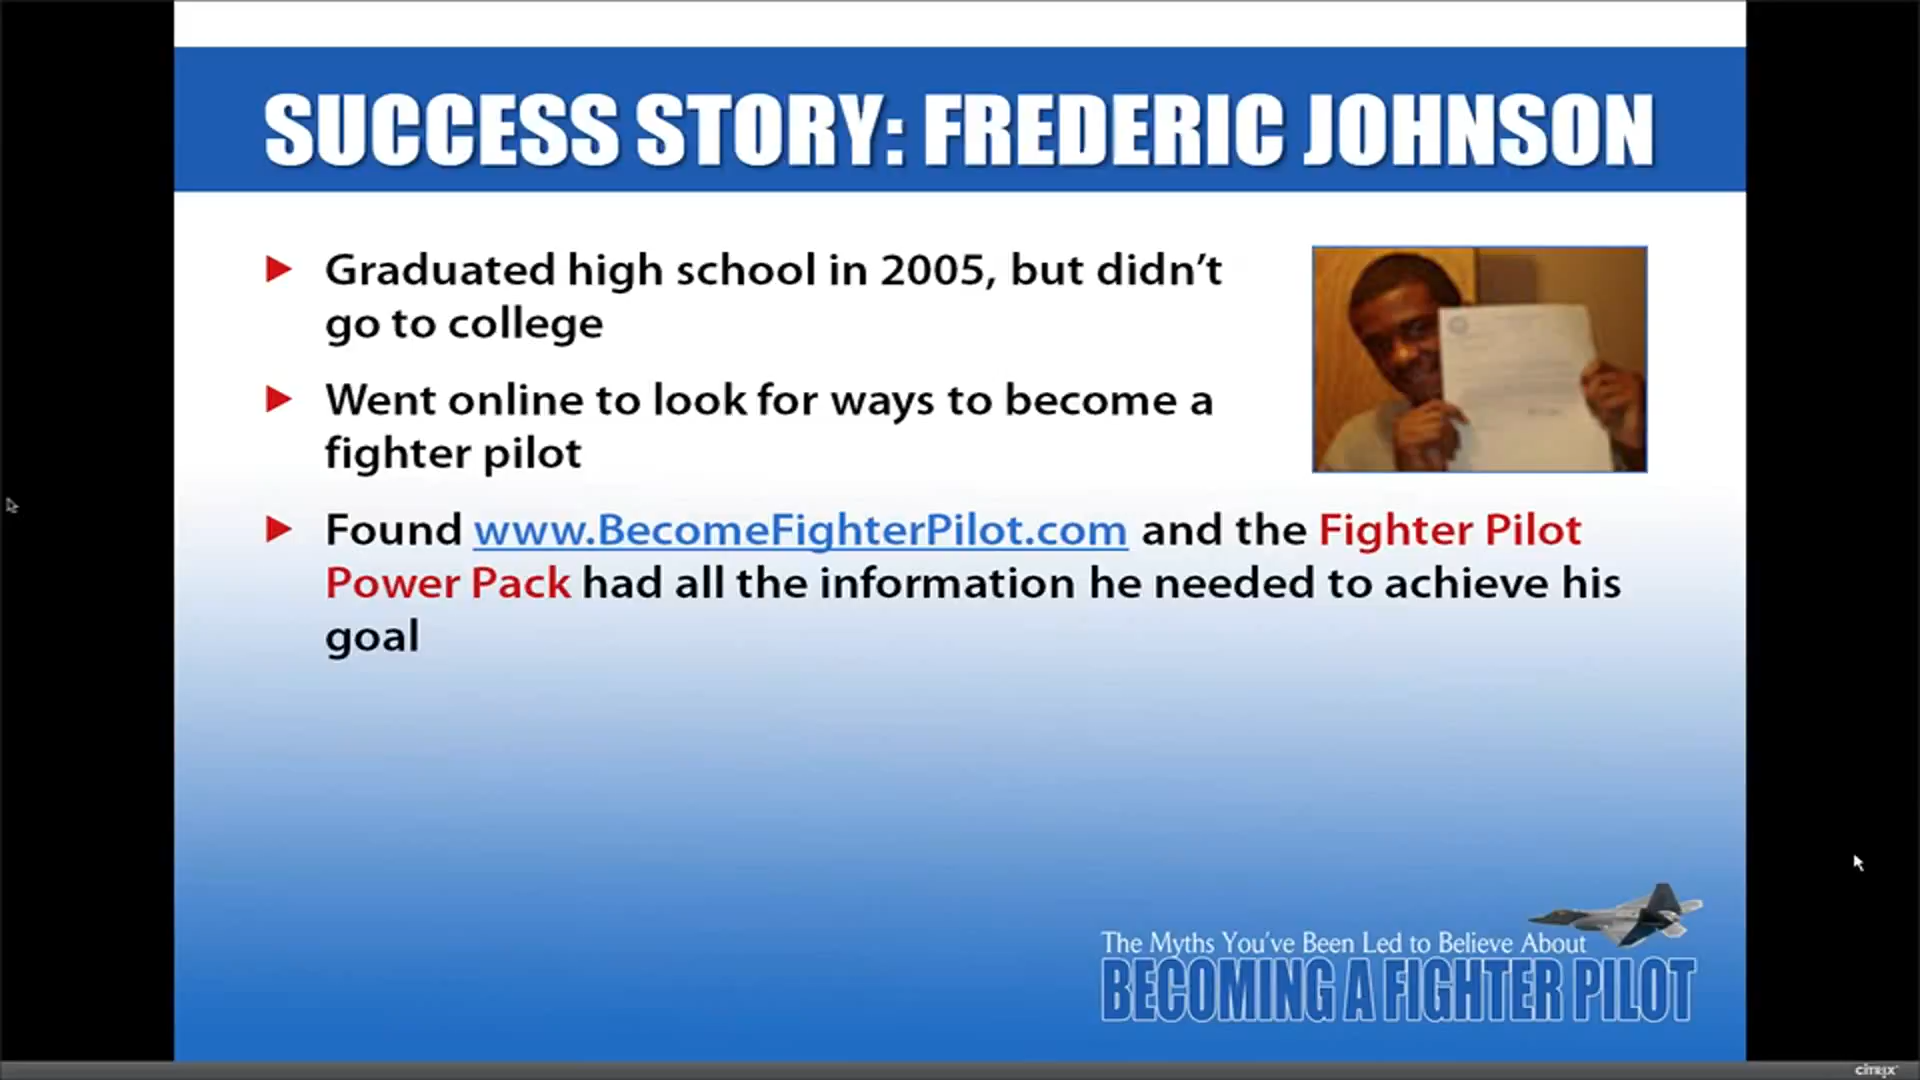 SUCCESS STORY: FREDERIC JOHNSON
Graduated high school in 2005, but didn't
go to college
Went online to look for ways to become a
fighter pilot
Found www.BecomeFighterPilot.com and the Fighter Pilot
Power Pack had all the information he needed to achieve his
goal
The Myths You've Been Led to Believe About
BECOMING A FIGHTER PILOT
citrix